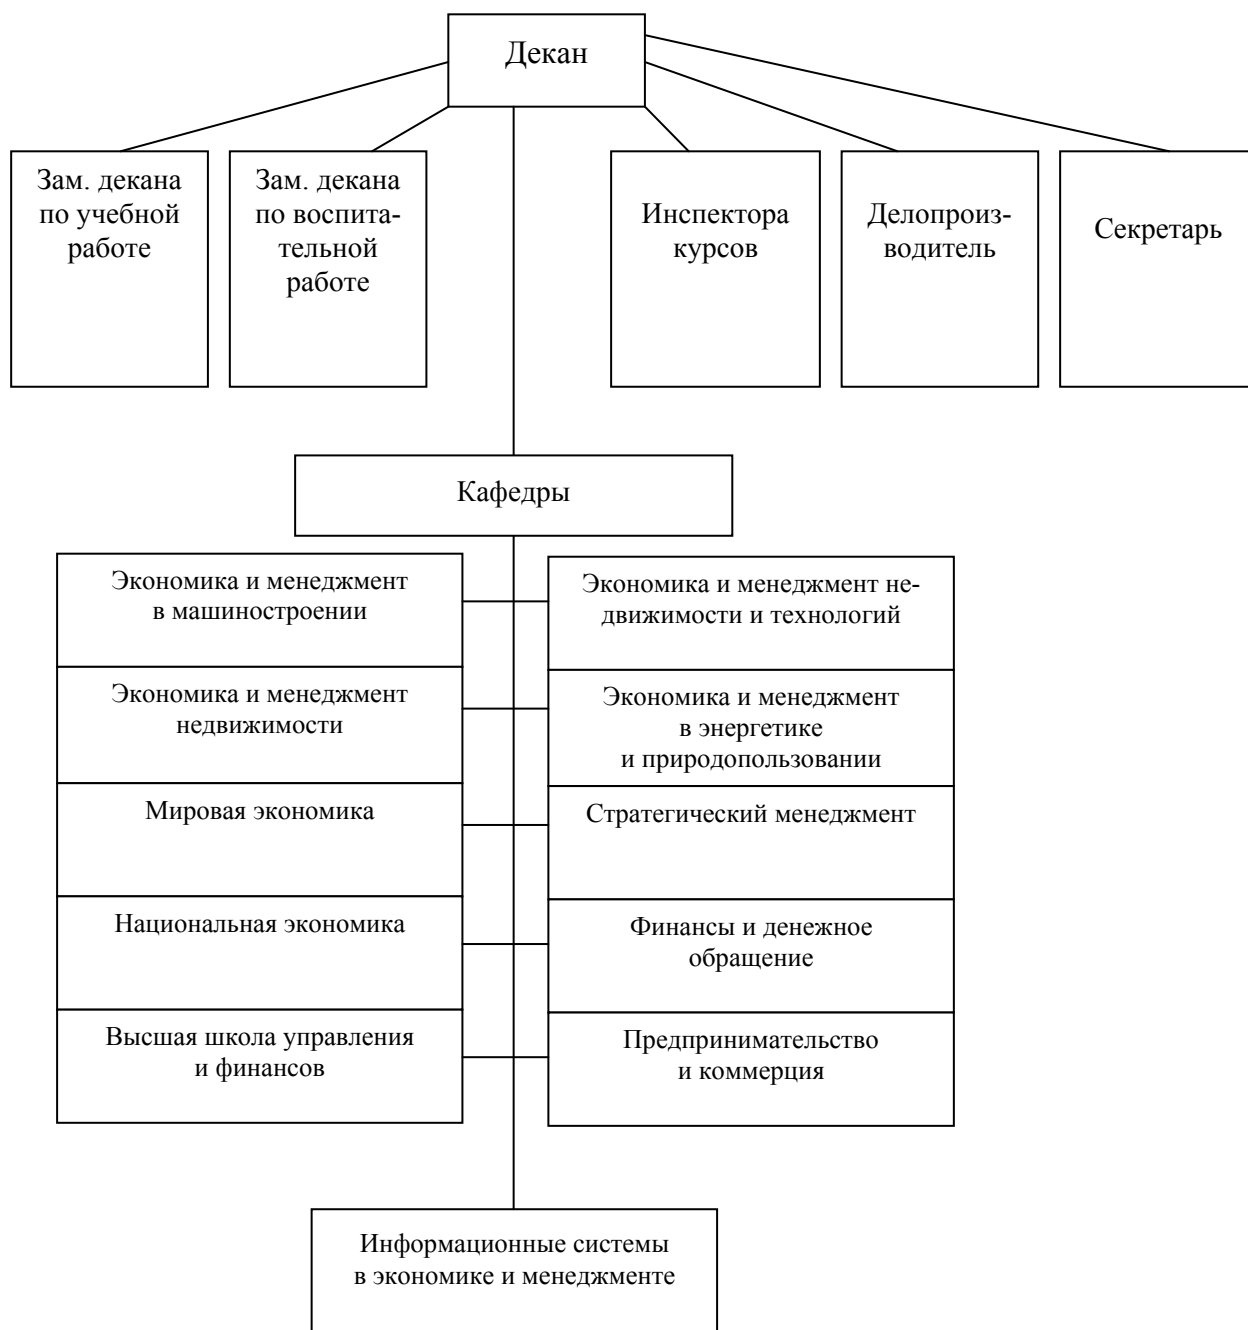 Декан
Зам. декана
по учебной
работе
Зам. декана
по воспита-
тельной
работе
Инспектора
курсов
Делопроиз-
водитель
Секретарь
Кафедры
Экономика и менеджмент
в машиностроении
Экономика и менеджмент не-
движимости и технологий
Экономика и менеджмент
недвижимости
Экономика и менеджмент
в энергетике
и природопользовании
Мировая экономика
Стратегический менеджмент
Национальная экономика
Финансы и денежное
обращение
Высшая школа управления
и финансов
Предпринимательство
и коммерция
Информационные системы
в экономике и менеджменте